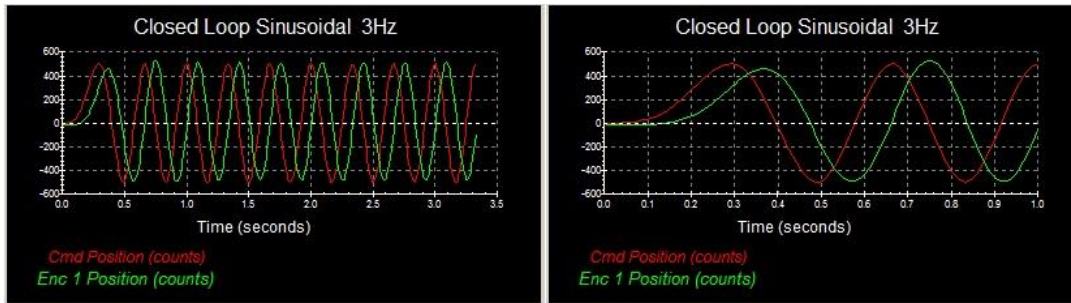 Closed Loop Sinusoidal 3Hz
600
400
200
0
-200
-400
-600
0.0 0.5 1.0 1.5 2.0 2.5 3.0 3.5
Time (seconds)
Cmd Position (counts)
Enc 1 Position (counts)
Closed Loop Sinusoidal 3Hz
600
400
200
0
-200
-400
-600
0.0 0.1 0.2 0.3 0.4 0.5 0.6 0.7 0.8 0.9 1.0
Time (seconds)
Cmd Position (counts)
Enc 1 Position (counts)